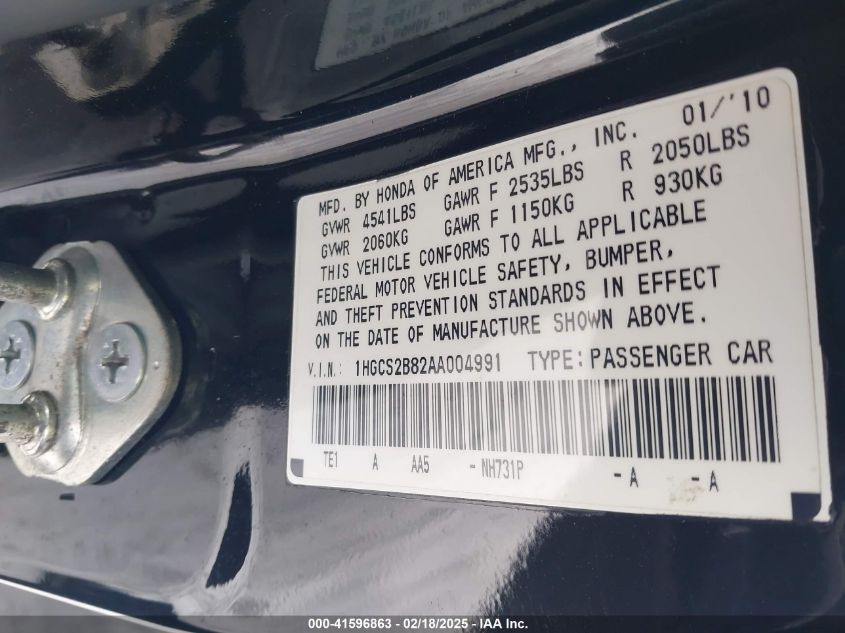 MFD. BY HONDA OF AMERICA MFG., INC. 01/'10
GVWR 4541LBS GAWR F 2535LBS R 2050LBS
GVWR 2060KG GAWR F 1150KG R 930KG
THIS VEHICLE CONFORMS TO ALL APPLICABLE
FEDERAL MOTOR VEHICLE SAFETY, BUMPER,
AND THEFT PREVENTION STANDARDS IN EFFECT
ON THE DATE OF MANUFACTURE SHOWN ABOVE.
V.I.N.: 1HGCS2B82AA004991 TYPE: PASSENGER CAR
TE1 A AA5 -NH731P -A -A
000-41596863 - 02/18/2025 - IAAI Inc.